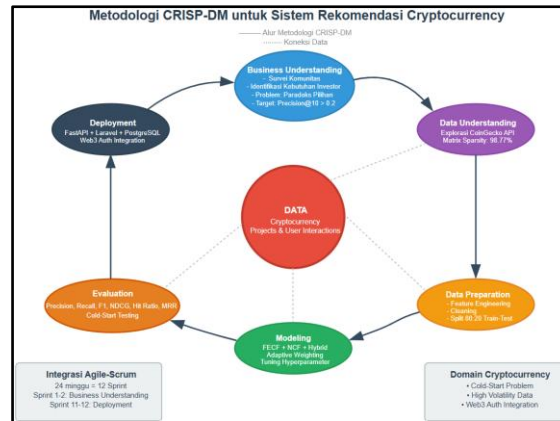 Metodologi CRISP-DM untuk Sistem Rekomendasi Cryptocurrency
Alur Metodologi CRISP-DM
Koneksi Data
Business Understanding
- Survei Komunitas
- Identifikasi Kebutuhan Investor
- Problem: Paradoks Pilihan
- Target: Precision@10 > 0.2
Deployment
FastAPI + Laravel + PostgreSQL
Web3 Auth Integration
Data Understanding
Explorasi CoinGecko API
Matrix Sparsity: 98.77%
DATA
Cryptocurrency
Projects & User Interactions
Evaluation
Precision, Recall, F1, NDCG, Hit Ratio, MRR
Cold-Start Testing
Data Preparation
- Feature Engineering
- Cleaning
- Split 80:20 Train-Test
Modeling
FECF + NCF + Hybrid
Adaptive Weighting
Tuning Hyperparameter
Integrasi Agile-Scrum
24 minggu = 12 Sprint
Sprint 1-2: Business Understanding
Sprint 11-12: Deployment
Domain Cryptocurrency
• Cold-Start Problem
• High Volatility Data
• Web3 Auth Integration